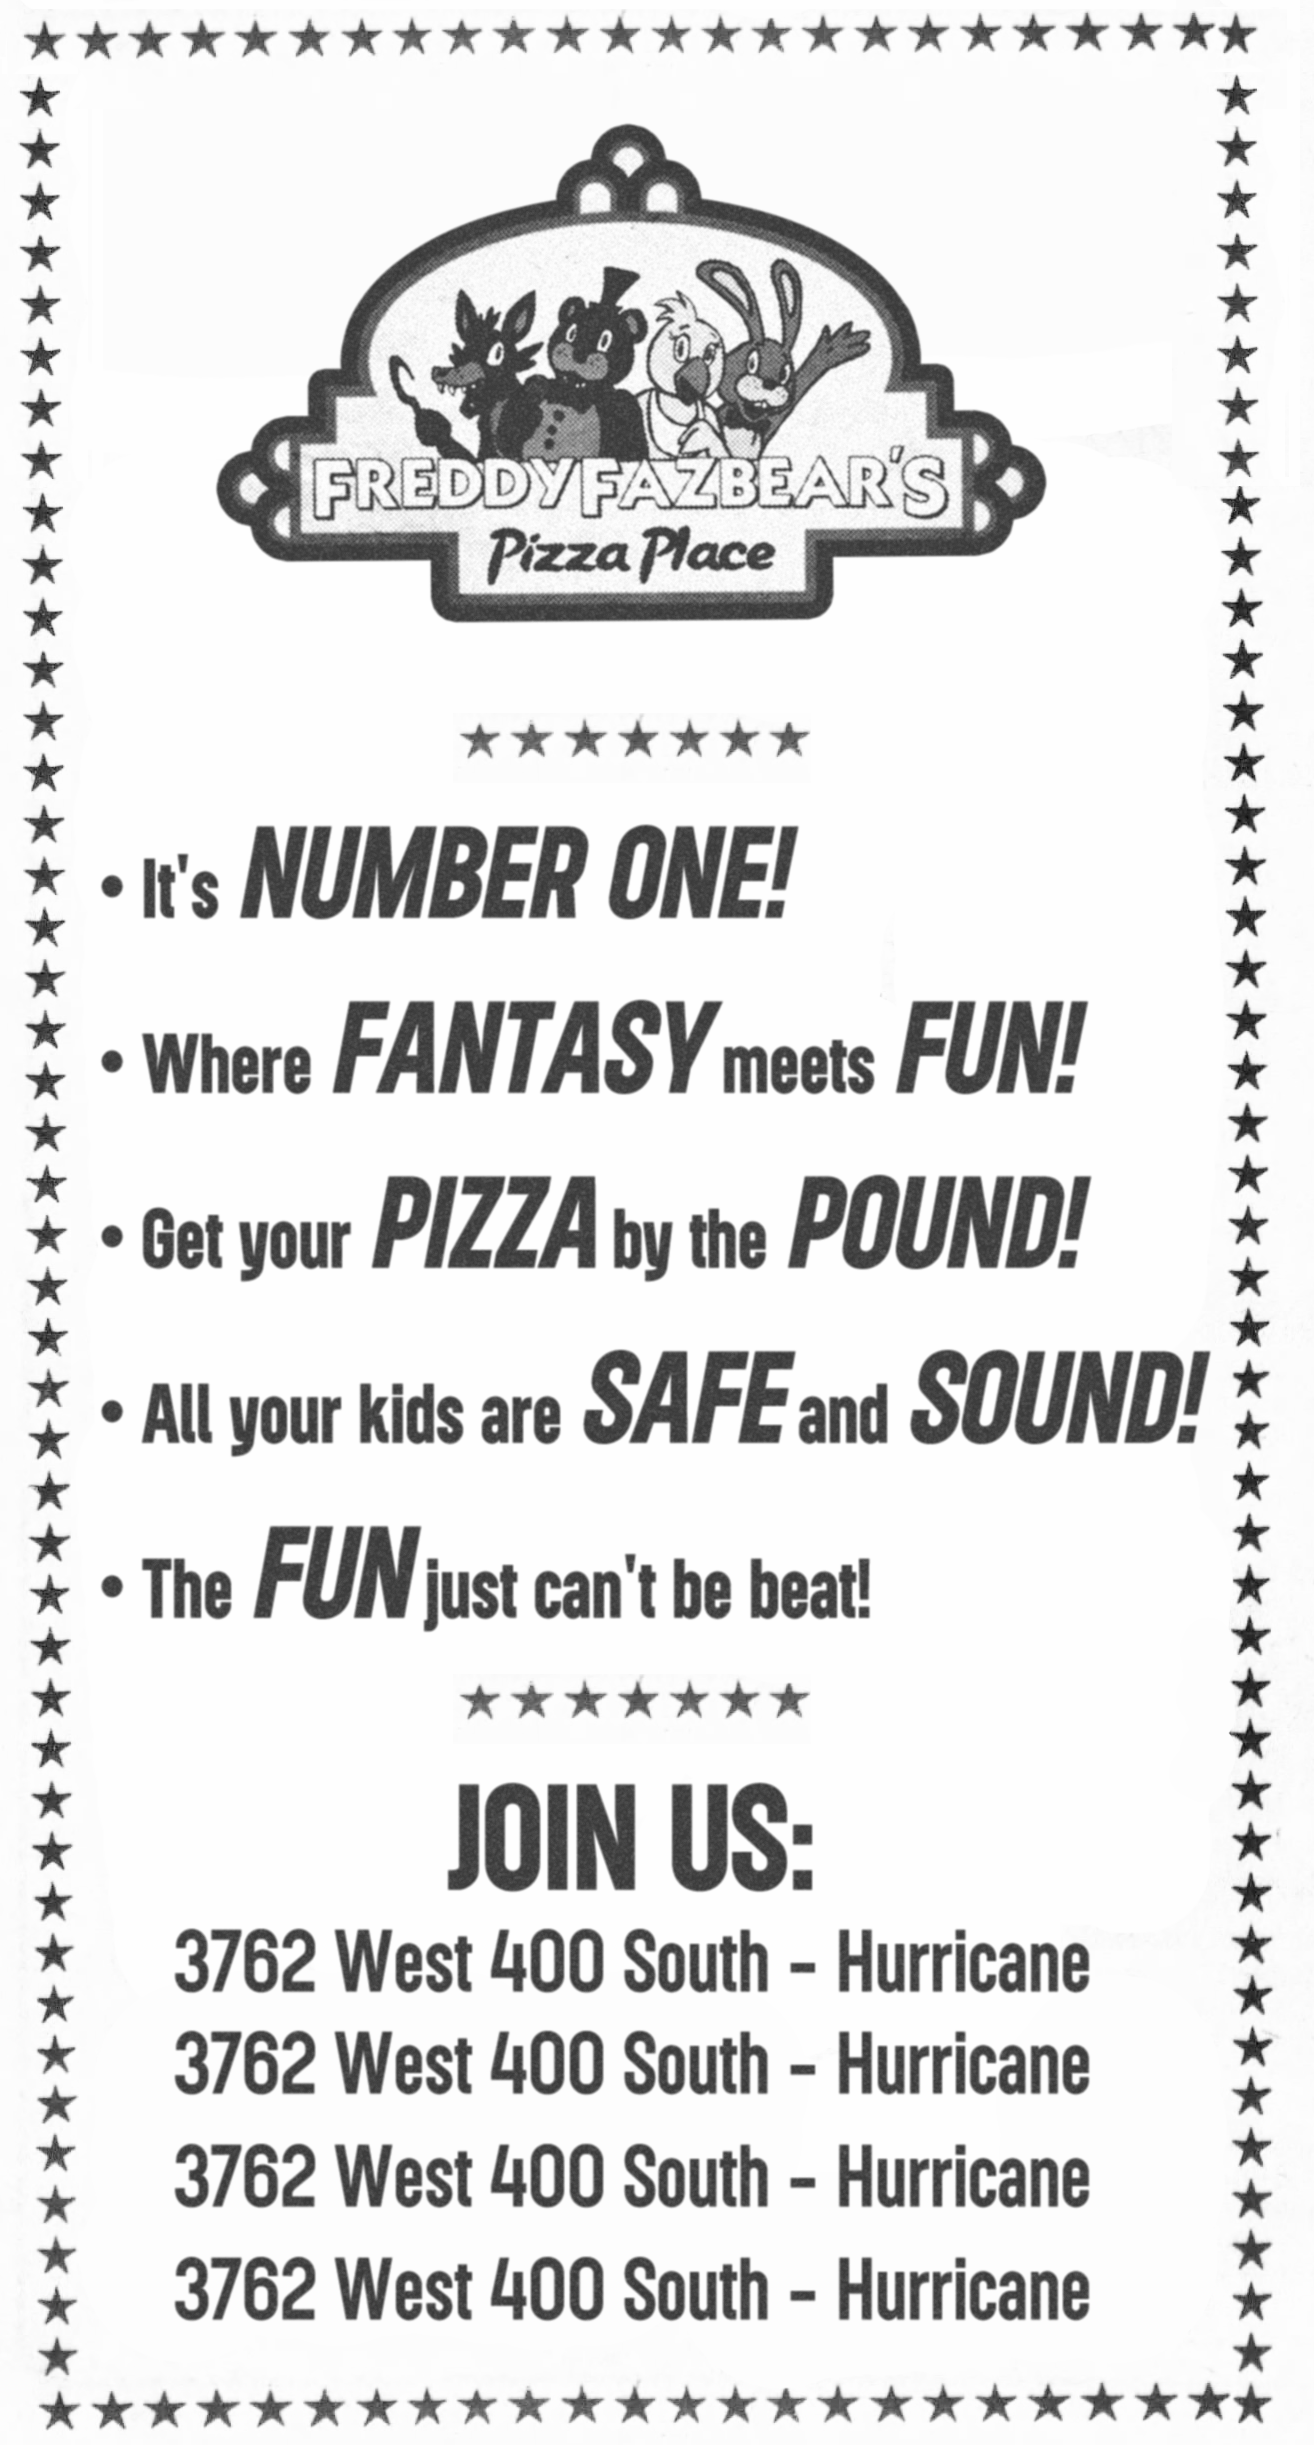 FREDDY FAZBEAR'S
Pizza Place
• It's NUMBER ONE!
• Where FANTASY meets FUN!
• Get your PIZZA by the POUND!
• All your kids are SAFE and SOUND!
• The FUN just can't be beat!
JOIN US:
3762 West 400 South - Hurricane
3762 West 400 South - Hurricane
3762 West 400 South - Hurricane
3762 West 400 South - Hurricane